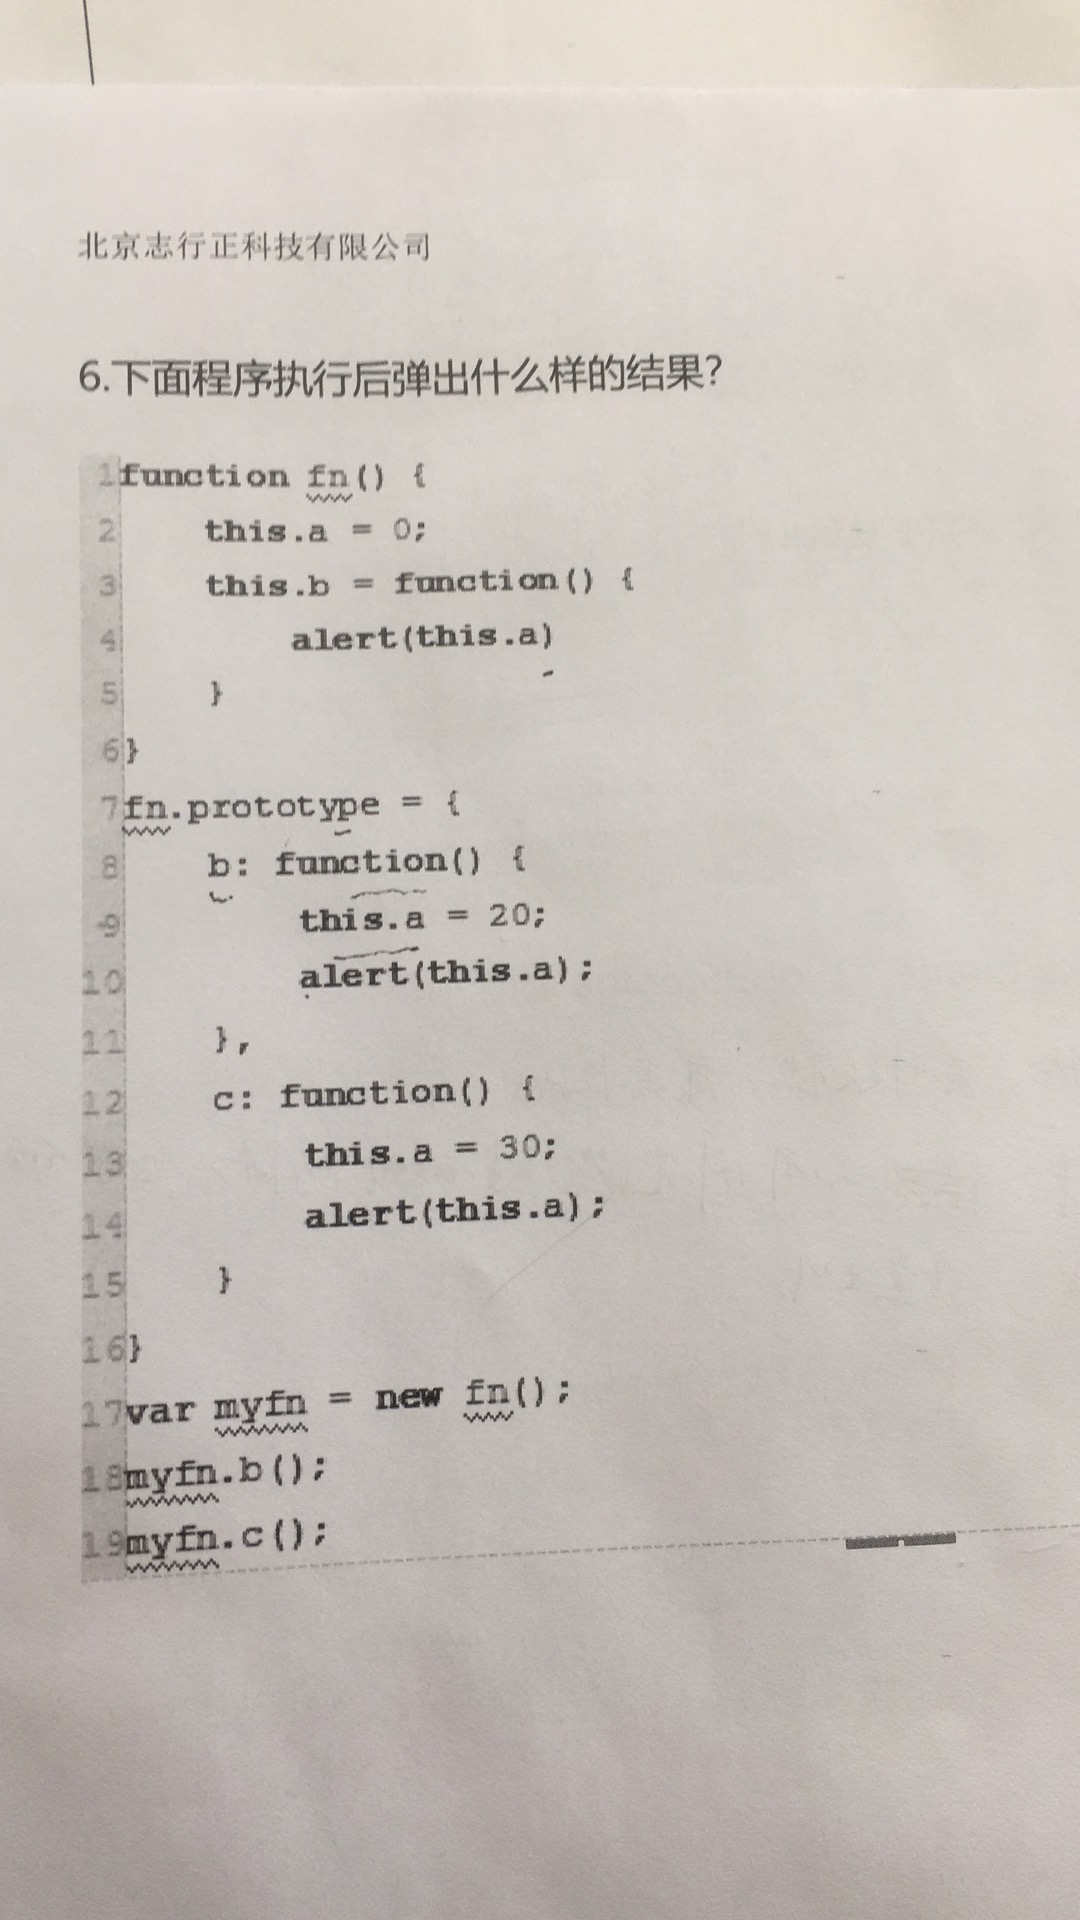 北京志行正科技有限公司
6.下面程序执行后弹出什么样的结果?
1function fn() {
2 this.a = 0;
3 this.b = function() {
4 alert(this.a)
5 }
6}
7fn.prototype = {
8 b: function() {
9 this.a = 20;
10 alert(this.a);
11 },
12 c: function() {
13 this.a = 30;
14 alert(this.a);
15 }
16}
17var myfn = new fn();
18myfn.b();
19myfn.c();